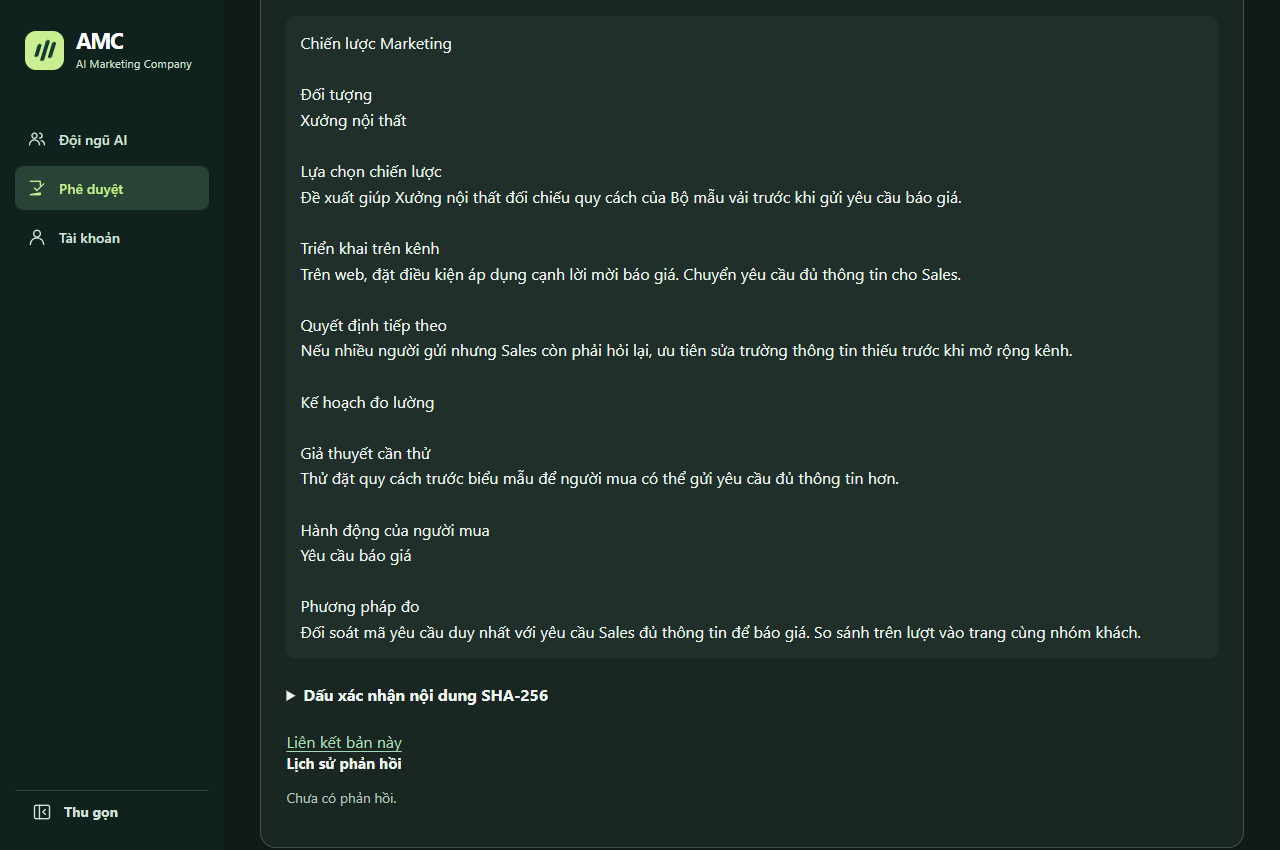 AMC
AI Marketing Company
Đội ngũ AI
Phê duyệt
Tài khoản
Thu gọn
Chiến lược Marketing
Đối tượng
Xưởng nội thất
Lựa chọn chiến lược
Đề xuất giúp Xưởng nội thất đối chiếu quy cách của Bộ mẫu vải trước khi gửi yêu cầu báo giá.
Triển khai trên kênh
Trên web, đặt điều kiện áp dụng cạnh lời mời báo giá. Chuyển yêu cầu đủ thông tin cho Sales.
Quyết định tiếp theo
Nếu nhiều người gửi nhưng Sales còn phải hỏi lại, ưu tiên sửa trường thông tin thiếu trước khi mở rộng kênh.
Kế hoạch đo lường
Giả thuyết cần thử
Thử đặt quy cách trước biểu mẫu để người mua có thể gửi yêu cầu đủ thông tin hơn.
Hành động của người mua
Yêu cầu báo giá
Phương pháp đo
Đối soát mã yêu cầu duy nhất với yêu cầu Sales đủ thông tin để báo giá. So sánh trên lượt vào trang cùng nhóm khách.
Dấu xác nhận nội dung SHA-256
Liên kết bản này
Lịch sử phản hồi
Chưa có phản hồi.